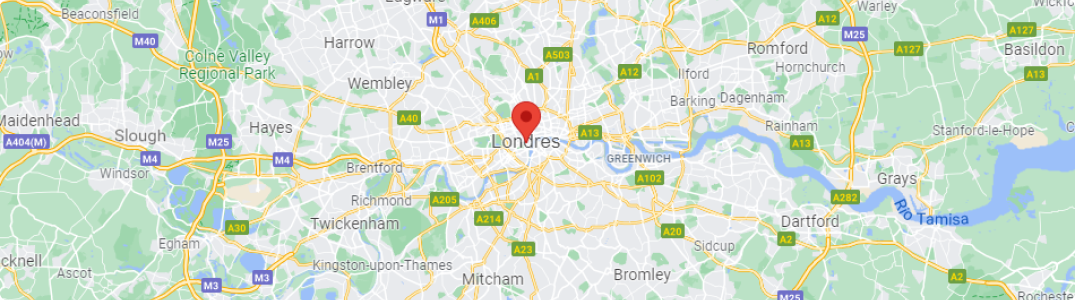 Beaconsfield
Edgware
M1
A406
A12
Warley
Wickford
M40
Harrow
A503
Romford
M25
A127
A127
Basildon
Colne Valley
Regional Park
Wembley
A1
A12
Ilford
Hornchurch
A13
Maidenhead
A40
Barking
Dagenham
A404(M)
Slough
M25
Hayes
Londres
A13
Rainham
A13
Stanford-le-Hope
M4
M4
Windsor
Brentford
GREENWICH
A102
Grays
Richmond
A205
A282
Rio Tamisa
A30
Twickenham
A214
A20
Dartford
Egham
A23
Sidcup
A2
cknell
Ascot
M3
M3
Kingston-upon-Thames
Mitcham
Bromley
M25
A2
Rochester